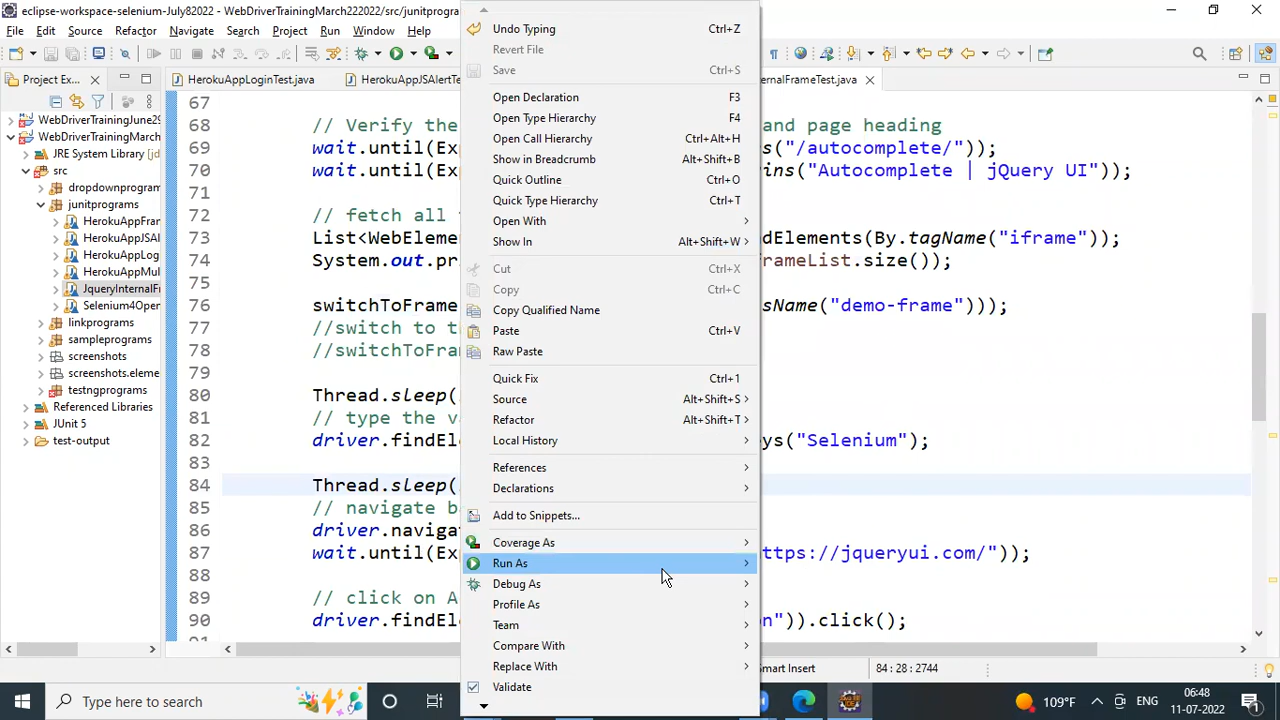 eclipse-workspace-selenium-July82022 - WebDriverTrainingMarch222022/src/junitprogra
File Edit Source Refactor Navigate Search Project Run Window Help
Project Ex...
HerokuAppLoginTest.java
HerokuAppJSAlertTe
ernalFrameTest.java
WebDriverTrainingJune29
WebDriverTrainingMarch
JRE System Library [jd
src
dropdownprogram
junitprograms
HerokuAppFra
HerokuAppJSAl
HerokuAppLog
HerokuAppMul
JqueryInternalFr
Selenium4Oper
linkprograms
sampleprograms
screenshots
screenshots.eleme
testngprograms
Referenced Libraries
JUnit 5
test-output
67
68 // Verify the and page heading
69 wait.until(Ex s("/autocomplete/"));
70 wait.until(Exp ins("Autocomplete | jQuery UI"));
71
72 // fetch all
73 List<WebEleme dElements(By.tagName("iframe"));
74 System.out.pr frameList.size());
75
76 switchToFrame sName("demo-frame")));
77 //switch to t
78 //switchToFra
79
80 Thread.sleep(
81 // type the v
82 driver.findEl ys("Selenium");
83
84 Thread.sleep(
85 // navigate b
86 driver.naviga
87 wait.until(Ex ttps://jqueryui.com/"));
88
89 // click on A
90 driver.findEl n")).click();
91
Undo Typing Ctrl+Z
Revert File
Save Ctrl+S
Open Declaration F3
Open Type Hierarchy F4
Open Call Hierarchy Ctrl+Alt+H
Show in Breadcrumb Alt+Shift+B
Quick Outline Ctrl+O
Quick Type Hierarchy Ctrl+T
Open With
Show In Alt+Shift+W
Cut Ctrl+X
Copy Ctrl+C
Copy Qualified Name
Paste Ctrl+V
Raw Paste
Quick Fix Ctrl+1
Source Alt+Shift+S
Refactor Alt+Shift+T
Local History
References
Declarations
Add to Snippets...
Coverage As
Run As
Debug As
Profile As
Team
Compare With
Replace With
Validate
Smart Insert
84 : 28 : 2744
Type here to search
109°F
ENG
06:48
11-07-2022
1